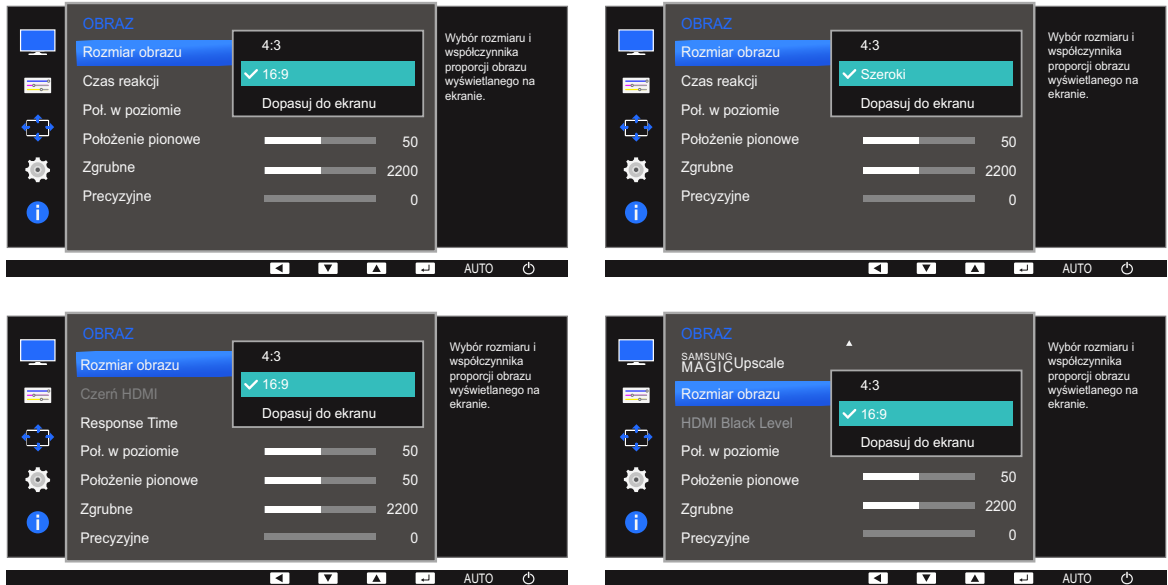 OBRAZ
Rozmiar obrazu
4:3
Czas reakcji
16:9
Poł. w poziomie
Dopasuj do ekranu
Położenie pionowe
50
Zgrubne
2200
Precyzyjne
0
Wybór rozmiaru i
współczynnika
proporcji obrazu
wyświetlanego na
ekranie.
AUTO
OBRAZ
Rozmiar obrazu
4:3
Czas reakcji
Szeroki
Poł. w poziomie
Dopasuj do ekranu
Położenie pionowe
50
Zgrubne
2200
Precyzyjne
0
Wybór rozmiaru i
współczynnika
proporcji obrazu
wyświetlanego na
ekranie.
AUTO
OBRAZ
Rozmiar obrazu
4:3
Czerń HDMI
16:9
Response Time
Dopasuj do ekranu
Poł. w poziomie
50
Położenie pionowe
50
Zgrubne
2200
Precyzyjne
0
Wybór rozmiaru i
współczynnika
proporcji obrazu
wyświetlanego na
ekranie.
AUTO
OBRAZ
SAMSUNG
MAGIC Upscale
Rozmiar obrazu
4:3
HDMI Black Level
16:9
Poł. w poziomie
Dopasuj do ekranu
Położenie pionowe
50
Zgrubne
2200
Precyzyjne
0
Wybór rozmiaru i
współczynnika
proporcji obrazu
wyświetlanego na
ekranie.
AUTO